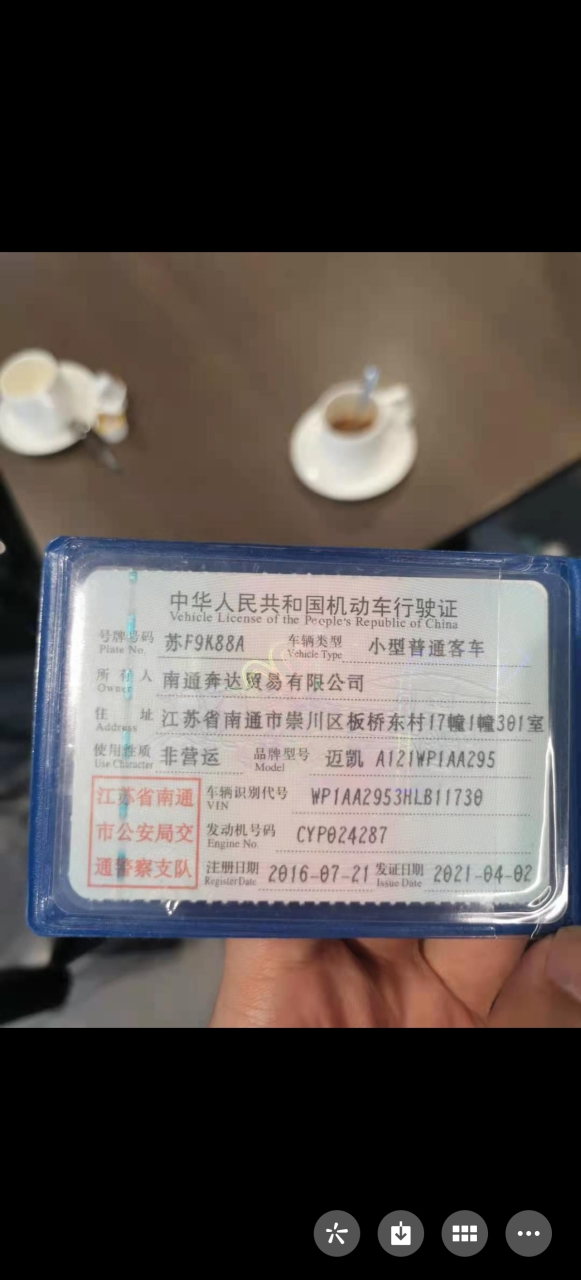 中华人民共和国机动车行驶证
Vehicle License of the People's Republic of China
号牌号码 苏F9K88A 车辆类型 小型普通客车
Plate No. Vehicle Type
所有人 南通奔达贸易有限公司
Owner
住址 江苏省南通市崇川区板桥东村17幢1幢301室
Address
使用性质 非营运 品牌型号 迈凯 A121WP1AA295
Use Character Model
江苏省南通
市公安局交
通警察支队
车辆识别代号 WP1AA2953HLB11730
VIN
发动机号码 CYP024287
Engine No.
注册日期 2016-07-21 发证日期 2021-04-02
Register Date Issue Date